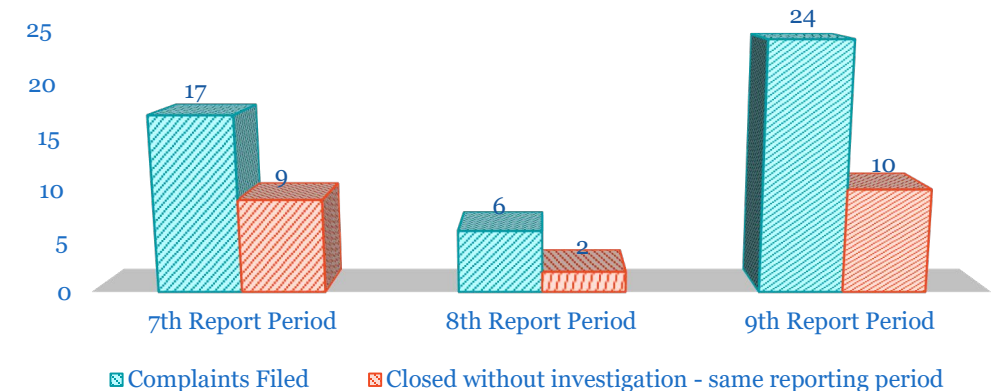 25
20
15
10
5
0
17
9
6
2
24
10
7th Report Period
8th Report Period
9th Report Period
Complaints Filed
Closed without investigation - same reporting period